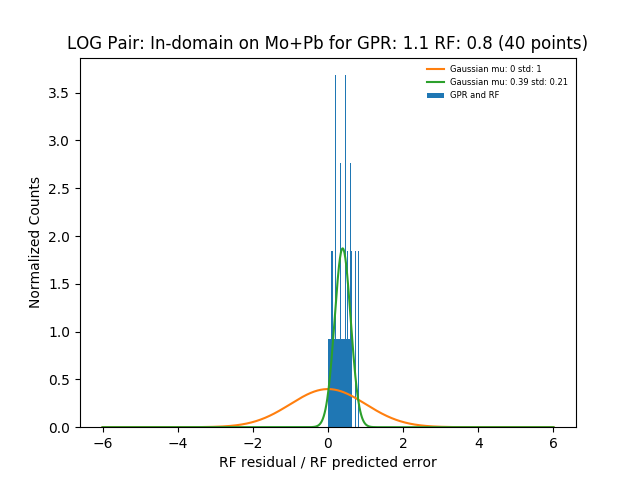 LOG Pair: In-domain on Mo+Pb for GPR: 1.1 RF: 0.8 (40 points)
Gaussian mu: 0 std: 1
Gaussian mu: 0.39 std: 0.21
GPR and RF
Normalized Counts
3.5
3.0
2.5
2.0
1.5
1.0
0.5
0.0
−6 −4 −2 0 2 4 6
RF residual / RF predicted error